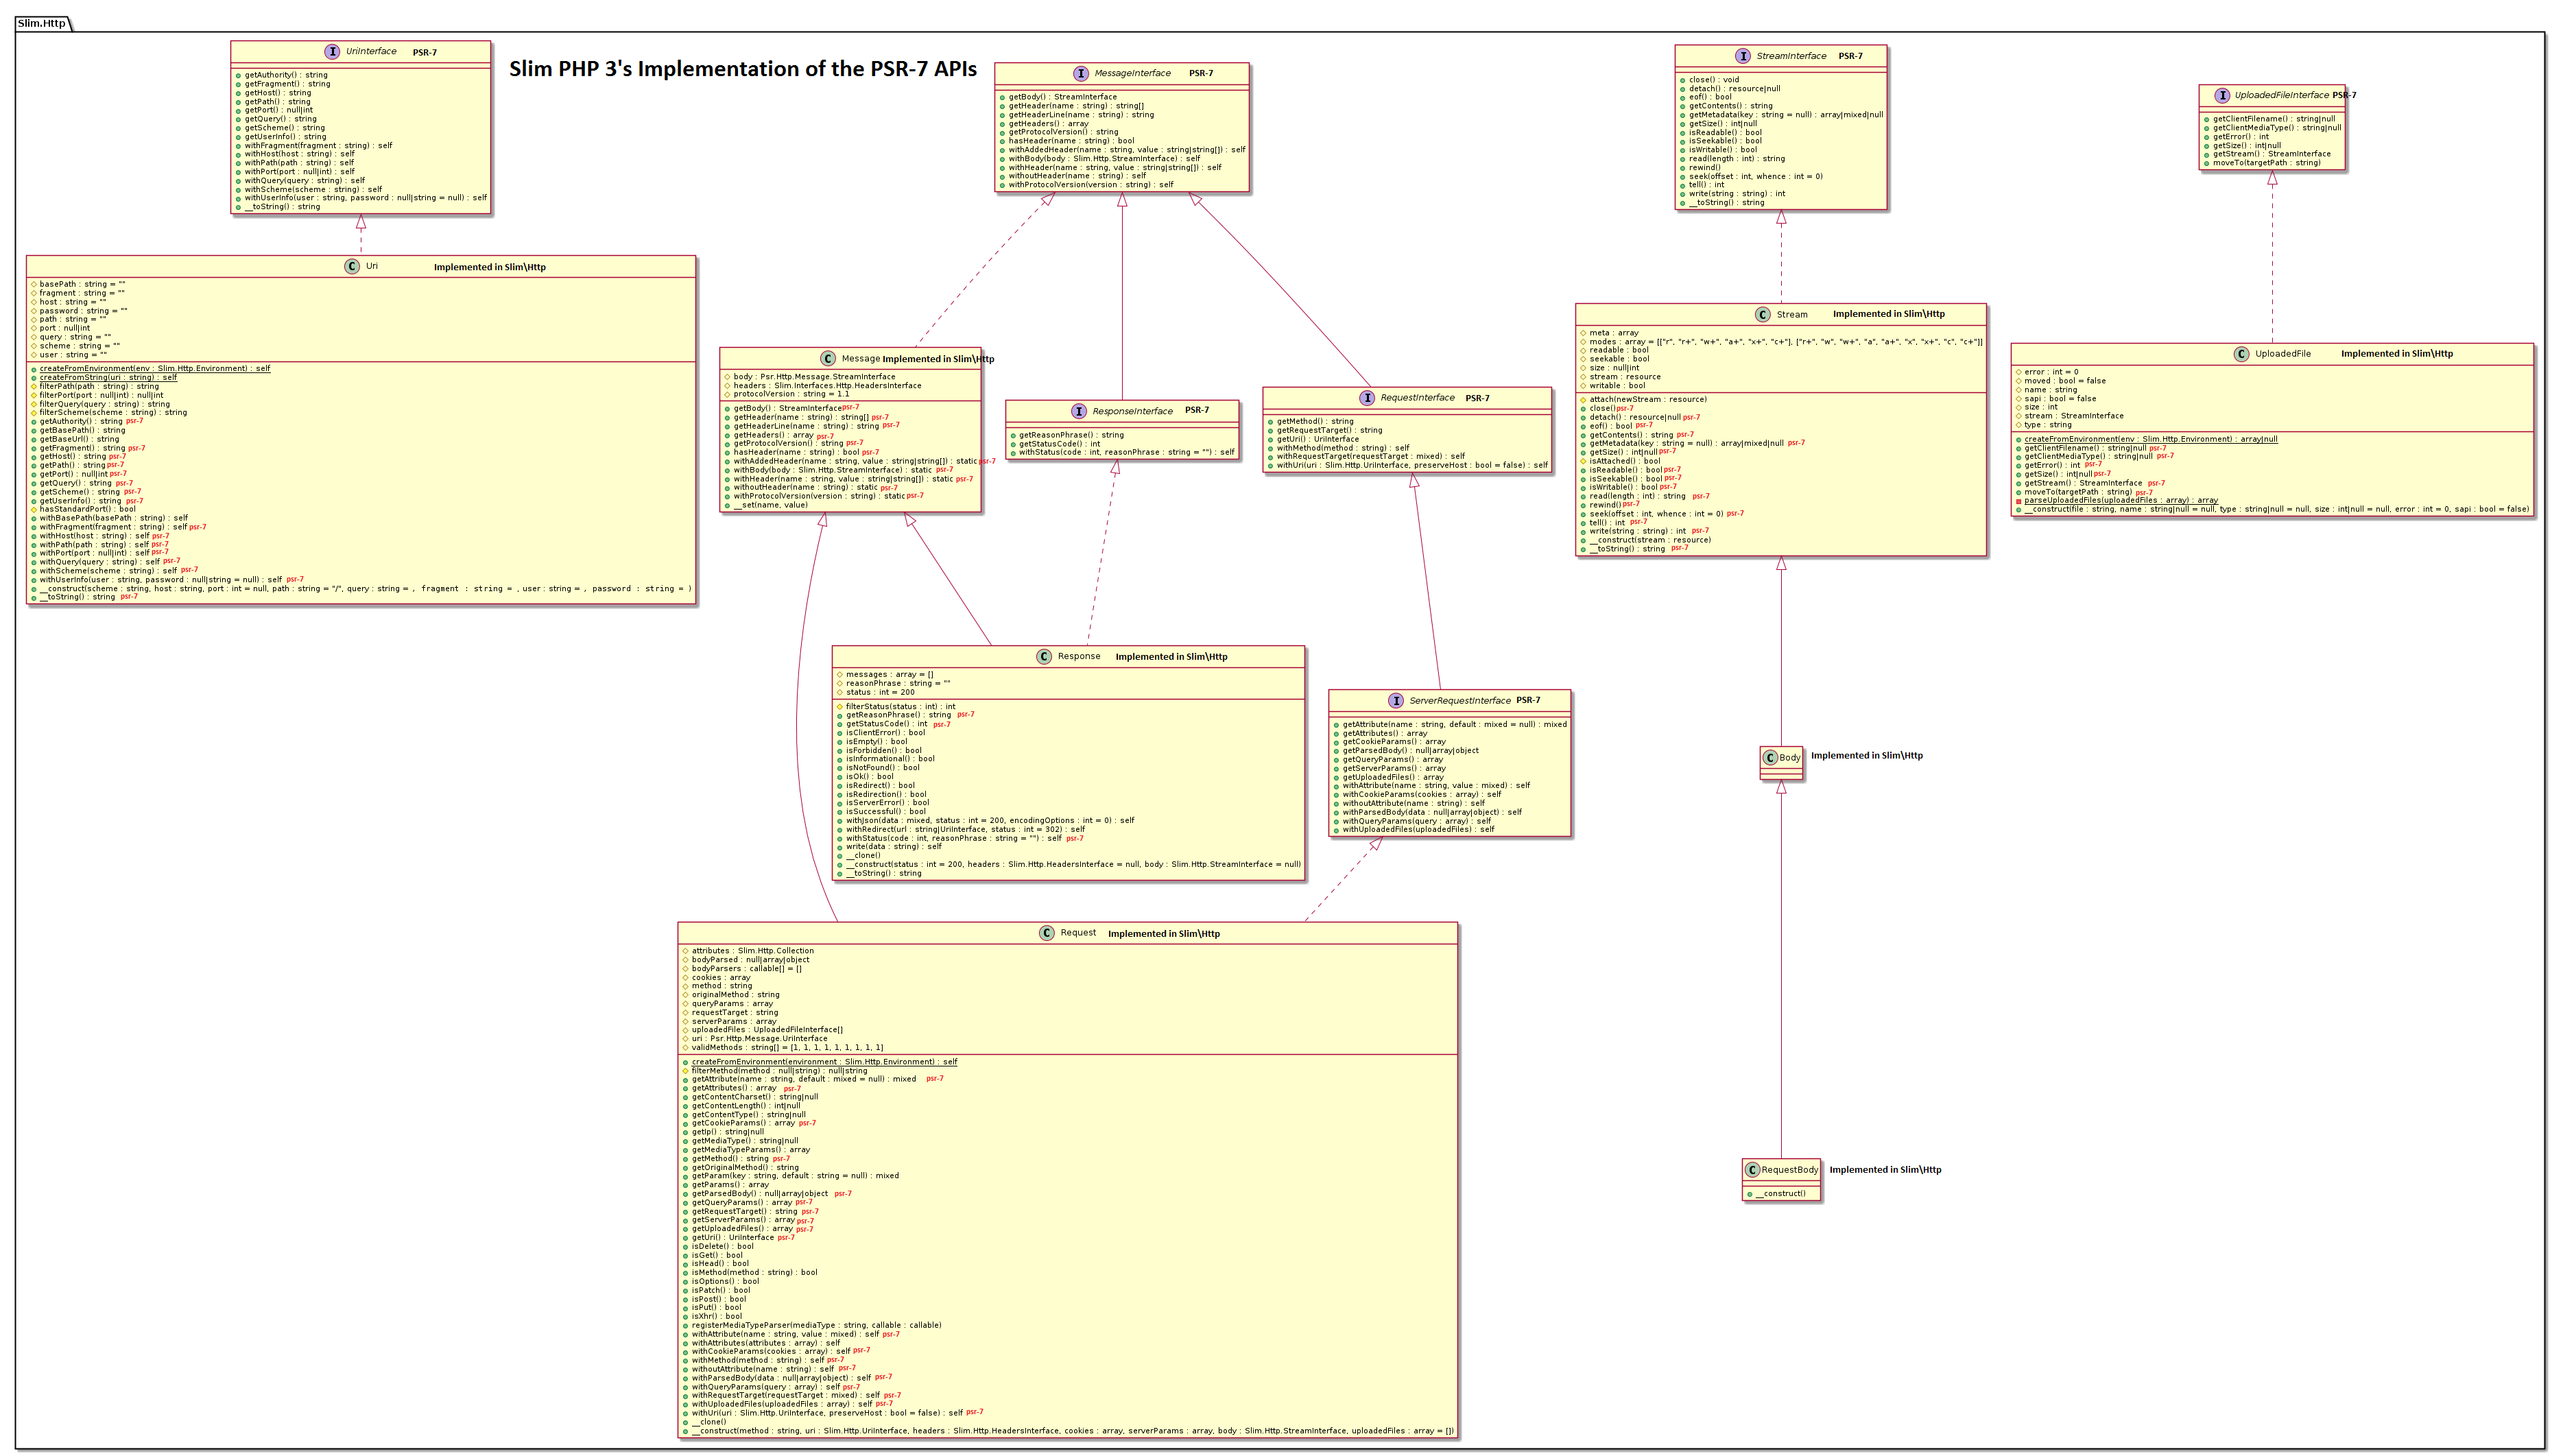 Slim.Http
Slim PHP 3's Implementation of the PSR-7 APIs
UriInterface PSR-7
getAuthority() : string
getFragment() : string
getHost() : string
getPath() : string
getPort() : null|int
getQuery() : string
getScheme() : string
getUserInfo() : string
withFragment(fragment : string) : self
withHost(host : string) : self
withPath(path : string) : self
withPort(port : null|int) : self
withQuery(query : string) : self
withScheme(scheme : string) : self
withUserInfo(user : string, password : null|string = null) : self
__toString() : string
MessageInterface PSR-7
getBody() : StreamInterface
getHeader(name : string) : string[]
getHeaderLine(name : string) : string
getHeaders() : array
getProtocolVersion() : string
hasHeader(name : string) : bool
withAddedHeader(name : string, value : string|string[]) : self
withBody(body : Slim.Http.StreamInterface) : self
withHeader(name : string, value : string|string[]) : self
withoutHeader(name : string) : self
withProtocolVersion(version : string) : self
StreamInterface PSR-7
close() : void
detach() : resource|null
eof() : bool
getContents() : string
getMetadata(key : string = null) : array|mixed|null
getSize() : int|null
isReadable() : bool
isSeekable() : bool
isWritable() : bool
read(length : int) : string
rewind()
seek(offset : int, whence : int = 0)
tell() : int
write(string : string) : int
__toString() : string
UploadedFileInterface PSR-7
getClientFilename() : string|null
getClientMediaType() : string|null
getError() : int
getSize() : int|null
getStream() : StreamInterface
moveTo(targetPath : string)
Uri Implemented in Slim\Http
basePath : string = ""
fragment : string = ""
host : string = ""
password : string = ""
path : string = ""
port : null|int
query : string = ""
scheme : string = ""
user : string = ""
createFromEnvironment(env : Slim.Http.Environment) : self
createFromString(uri : string) : self
filterPath(path : string) : string
filterPort(port : null|int) : null|int
filterQuery(query : string) : string
filterScheme(scheme : string) : string
getAuthority() : string psr-7
getBasePath() : string
getBaseUrl() : string
getFragment() : string psr-7
getHost() : string psr-7
getPath() : string psr-7
getPort() : null|int psr-7
getQuery() : string psr-7
getScheme() : string psr-7
getUserInfo() : string psr-7
hasStandardPort() : bool
withBasePath(basePath : string) : self
withFragment(fragment : string) : self psr-7
withHost(host : string) : self psr-7
withPath(path : string) : self psr-7
withPort(port : null|int) : self psr-7
withQuery(query : string) : self psr-7
withScheme(scheme : string) : self psr-7
withUserInfo(user : string, password : null|string = null) : self psr-7
__construct(scheme : string, host : string, port : int = null, path : string = "/", query : string = , fragment : string = , user : string = , password : string = )
__toString() : string psr-7
Message Implemented in Slim\Http
body : Psr.Http.Message.StreamInterface
headers : Slim.Interfaces.Http.HeadersInterface
protocolVersion : string = 1.1
getBody() : StreamInterface psr-7
getHeader(name : string) : string[] psr-7
getHeaderLine(name : string) : string psr-7
getHeaders() : array psr-7
getProtocolVersion() : string psr-7
hasHeader(name : string) : bool psr-7
withAddedHeader(name : string, value : string|string[]) : static psr-7
withBody(body : Slim.Http.StreamInterface) : static psr-7
withHeader(name : string, value : string|string[]) : static psr-7
withoutHeader(name : string) : static psr-7
withProtocolVersion(version : string) : static psr-7
__set(name, value)
ResponseInterface PSR-7
getReasonPhrase() : string
getStatusCode() : int
withStatus(code : int, reasonPhrase : string = "") : self
RequestInterface PSR-7
getMethod() : string
getRequestTarget() : string
getUri() : UriInterface
withMethod(method : string) : self
withRequestTarget(requestTarget : mixed) : self
withUri(uri : Slim.Http.UriInterface, preserveHost : bool = false) : self
Stream Implemented in Slim\Http
meta : array
modes : array = [["r", "r+", "w+", "a+", "x+", "c+"], ["r+", "w", "w+", "a", "a+", "x", "x+", "c", "c+"]]
readable : bool
seekable : bool
size : null|int
stream : resource
writable : bool
attach(newStream : resource)
close() psr-7
detach() : resource|null psr-7
eof() : bool psr-7
getContents() : string psr-7
getMetadata(key : string = null) : array|mixed|null psr-7
getSize() : int|null psr-7
isAttached() : bool
isReadable() : bool psr-7
isSeekable() : bool psr-7
isWritable() : bool psr-7
read(length : int) : string psr-7
rewind() psr-7
seek(offset : int, whence : int = 0) psr-7
tell() : int psr-7
write(string : string) : int psr-7
__construct(stream : resource)
__toString() : string psr-7
UploadedFile Implemented in Slim\Http
error : int = 0
moved : bool = false
name : string
sapi : bool = false
size : int
stream : StreamInterface
type : string
createFromEnvironment(env : Slim.Http.Environment) : array|null
getClientFilename() : string|null psr-7
getClientMediaType() : string|null psr-7
getError() : int psr-7
getSize() : int|null psr-7
getStream() : StreamInterface psr-7
moveTo(targetPath : string) psr-7
parseUploadedFiles(uploadedFiles : array) : array
__construct(file : string, name : string|null = null, type : string|null = null, size : int|null = null, error : int = 0, sapi : bool = false)
Response Implemented in Slim\Http
messages : array = []
reasonPhrase : string = ""
status : int = 200
filterStatus(status : int) : int
getReasonPhrase() : string psr-7
getStatusCode() : int psr-7
isClientError() : bool
isEmpty() : bool
isForbidden() : bool
isInformational() : bool
isNotFound() : bool
isOk() : bool
isRedirect() : bool
isRedirection() : bool
isServerError() : bool
isSuccessful() : bool
withJson(data : mixed, status : int = 200, encodingOptions : int = 0) : self
withRedirect(url : string|UriInterface, status : int = 302) : self
withStatus(code : int, reasonPhrase : string = "") : self psr-7
write(data : string) : self
__clone()
__construct(status : int = 200, headers : Slim.Http.HeadersInterface = null, body : Slim.Http.StreamInterface = null)
__toString() : string
ServerRequestInterface PSR-7
getAttribute(name : string, default : mixed = null) : mixed
getAttributes() : array
getCookieParams() : array
getParsedBody() : null|array|object
getQueryParams() : array
getServerParams() : array
getUploadedFiles() : array
withAttribute(name : string, value : mixed) : self
withCookieParams(cookies : array) : self
withoutAttribute(name : string) : self
withParsedBody(data : null|array|object) : self
withQueryParams(query : array) : self
withUploadedFiles(uploadedFiles) : self
Body Implemented in Slim\Http
Request Implemented in Slim\Http
attributes : Slim.Http.Collection
bodyParsed : null|array|object
bodyParsers : callable[] = []
cookies : array
method : string
originalMethod : string
queryParams : array
requestTarget : string
serverParams : array
uploadedFiles : UploadedFileInterface[]
uri : Psr.Http.Message.UriInterface
validMethods : string[] = [1, 1, 1, 1, 1, 1, 1, 1, 1]
createFromEnvironment(environment : Slim.Http.Environment) : self
filterMethod(method : null|string) : null|string
getAttribute(name : string, default : mixed = null) : mixed psr-7
getAttributes() : array psr-7
getContentCharset() : string|null
getContentLength() : int|null
getContentType() : string|null
getCookieParams() : array psr-7
getIp() : string|null
getMediaType() : string|null
getMediaTypeParams() : array
getMethod() : string psr-7
getOriginalMethod() : string
getParam(key : string, default : string = null) : mixed
getParams() : array
getParsedBody() : null|array|object psr-7
getQueryParams() : array psr-7
getRequestTarget() : string psr-7
getServerParams() : array psr-7
getUploadedFiles() : array psr-7
getUri() : UriInterface psr-7
isDelete() : bool
isGet() : bool
isHead() : bool
isMethod(method : string) : bool
isOptions() : bool
isPatch() : bool
isPost() : bool
isPut() : bool
isXhr() : bool
registerMediaTypeParser(mediaType : string, callable : callable)
withAttribute(name : string, value : mixed) : self psr-7
withAttributes(attributes : array) : self
withCookieParams(cookies : array) : self psr-7
withMethod(method : string) : self psr-7
withoutAttribute(name : string) : self psr-7
withParsedBody(data : null|array|object) : self psr-7
withQueryParams(query : array) : self psr-7
withRequestTarget(requestTarget : mixed) : self psr-7
withUploadedFiles(uploadedFiles : array) : self psr-7
withUri(uri : Slim.Http.UriInterface, preserveHost : bool = false) : self psr-7
__clone()
__construct(method : string, uri : Slim.Http.UriInterface, headers : Slim.Http.HeadersInterface, cookies : array, serverParams : array, body : Slim.Http.StreamInterface, uploadedFiles : array = [])
RequestBody Implemented in Slim\Http
__construct()